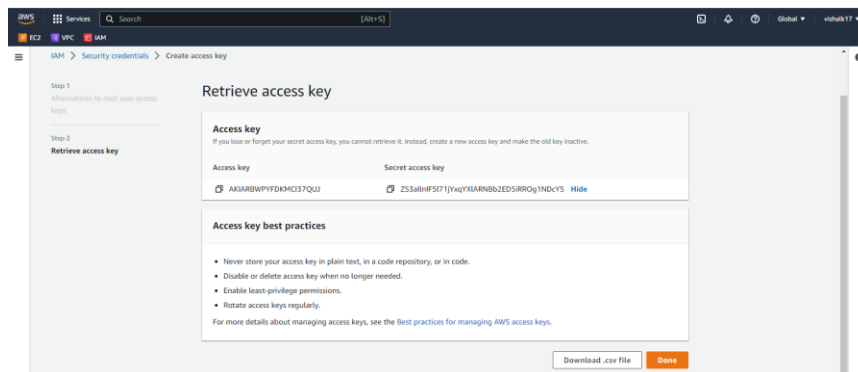 aws
Services
Search
[Alt+S]
Global
vishalk17
EC2
VPC
IAM
IAM > Security credentials > Create access key
Step 1
Alternatives to root user access
keys
Step 2
Retrieve access key
Retrieve access key
Access key
If you lose or forget your secret access key, you cannot retrieve it. Instead, create a new access key and make the old key inactive.
Access key
Secret access key
AKIARBWPYFDKMCI37QUJ
Hide
Access key best practices
• Never store your access key in plain text, in a code repository, or in code.
• Disable or delete access key when no longer needed.
• Enable least-privilege permissions.
• Rotate access keys regularly.
For more details about managing access keys, see the Best practices for managing AWS access keys.
Download .csv file
Done